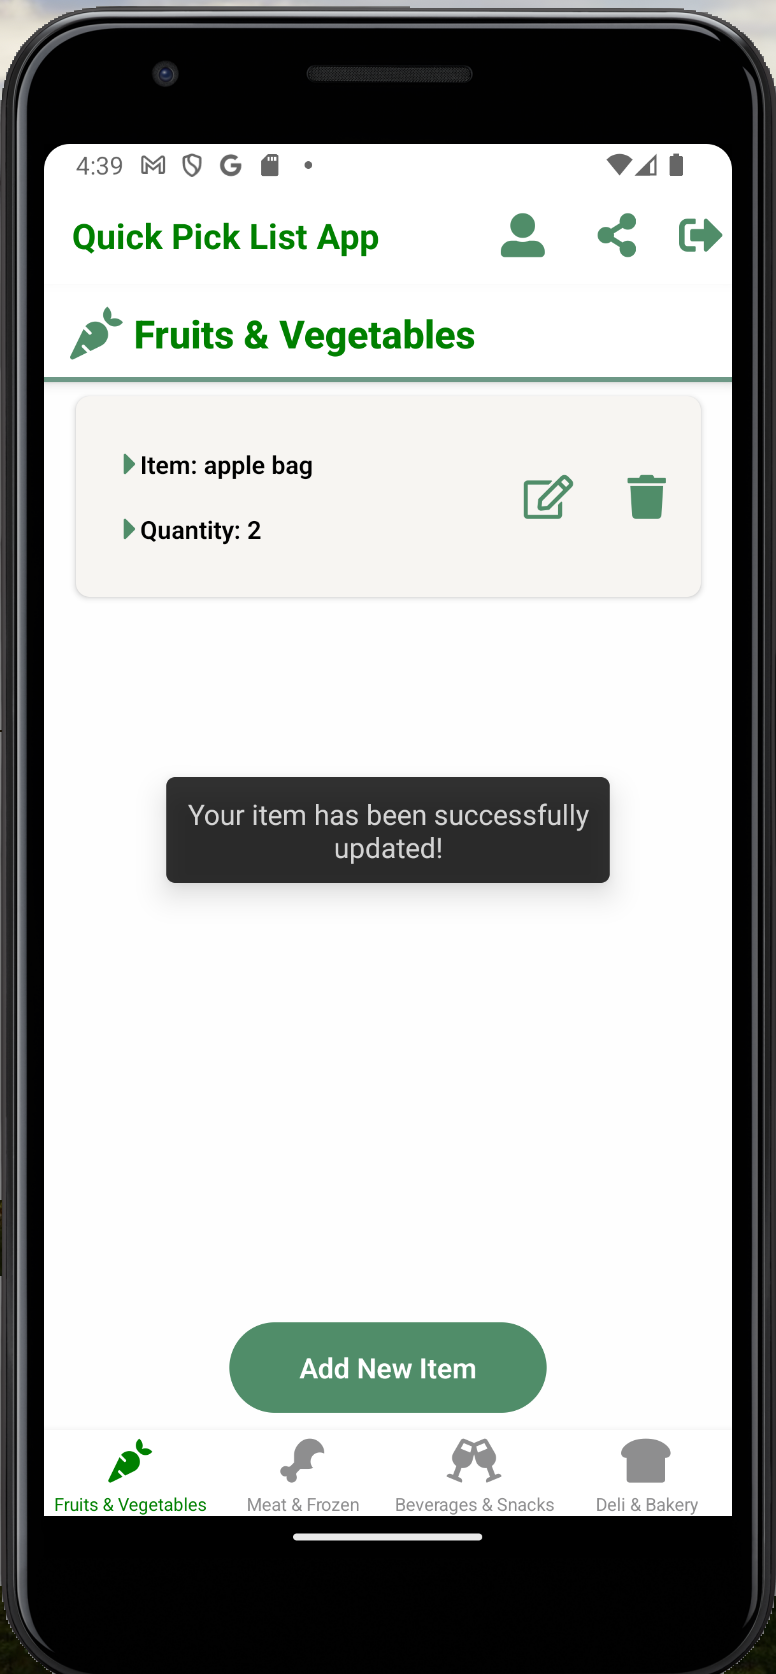 4:39
Quick Pick List App
Fruits & Vegetables
Item: apple bag
Quantity: 2
Your item has been successfully
updated!
Add New Item
Fruits & Vegetables
Meat & Frozen
Beverages & Snacks
Deli & Bakery